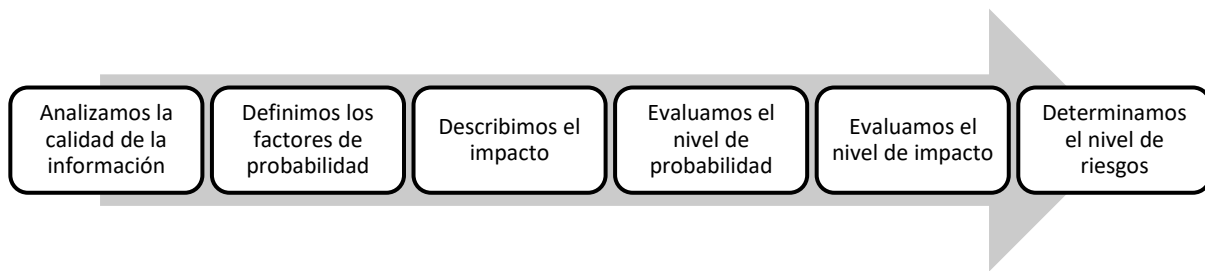 Analizamos la
calidad de la
información
Definimos los
factores de
probabilidad
Describimos el
impacto
Evaluamos el
nivel de
probabilidad
Evaluamos el
nivel de impacto
Determinamos
el nivel de
riesgos